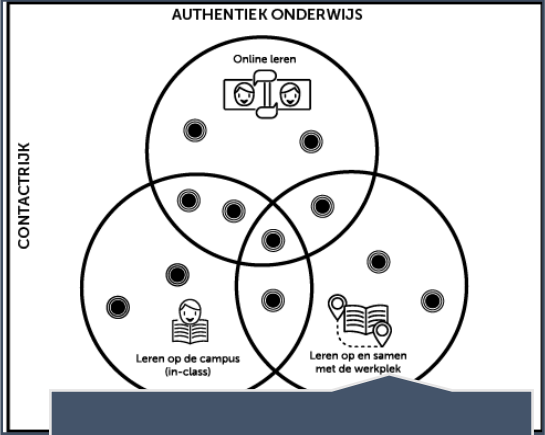 AUTHENTIEK ONDERWIJS
Online leren
CONTACTRIJK
Leren op de campus
(in-class)
Leren op en samen
met de werkplek